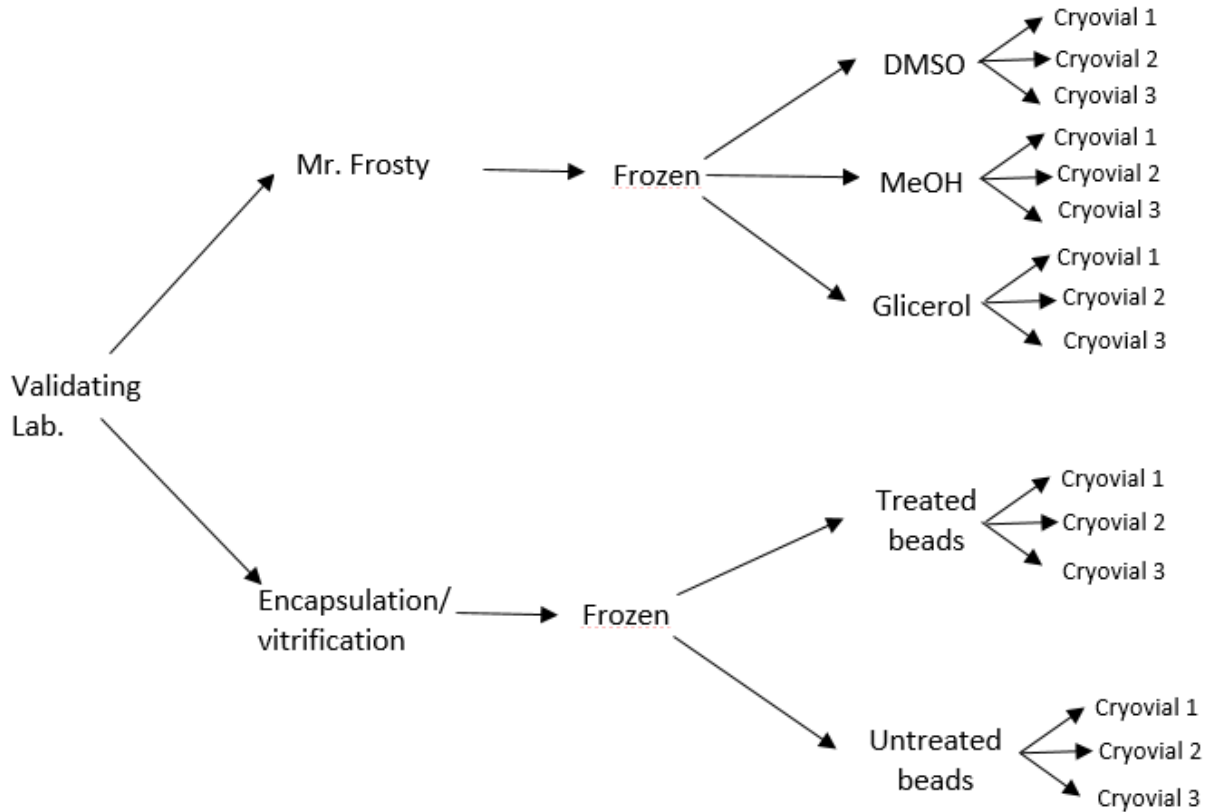 Cryovial 1
DMSO
Cryovial 2
Cryovial 3
Mr. Frosty
Frozen
Cryovial 1
MeOH
Cryovial 2
Cryovial 3
Cryovial 1
Glicerol
Cryovial 2
Cryovial 3
Validating
Lab.
Encapsulation/
vitrification
Frozen
Treated
beads
Cryovial 1
Cryovial 2
Cryovial 3
Untreated
beads
Cryovial 1
Cryovial 2
Cryovial 3